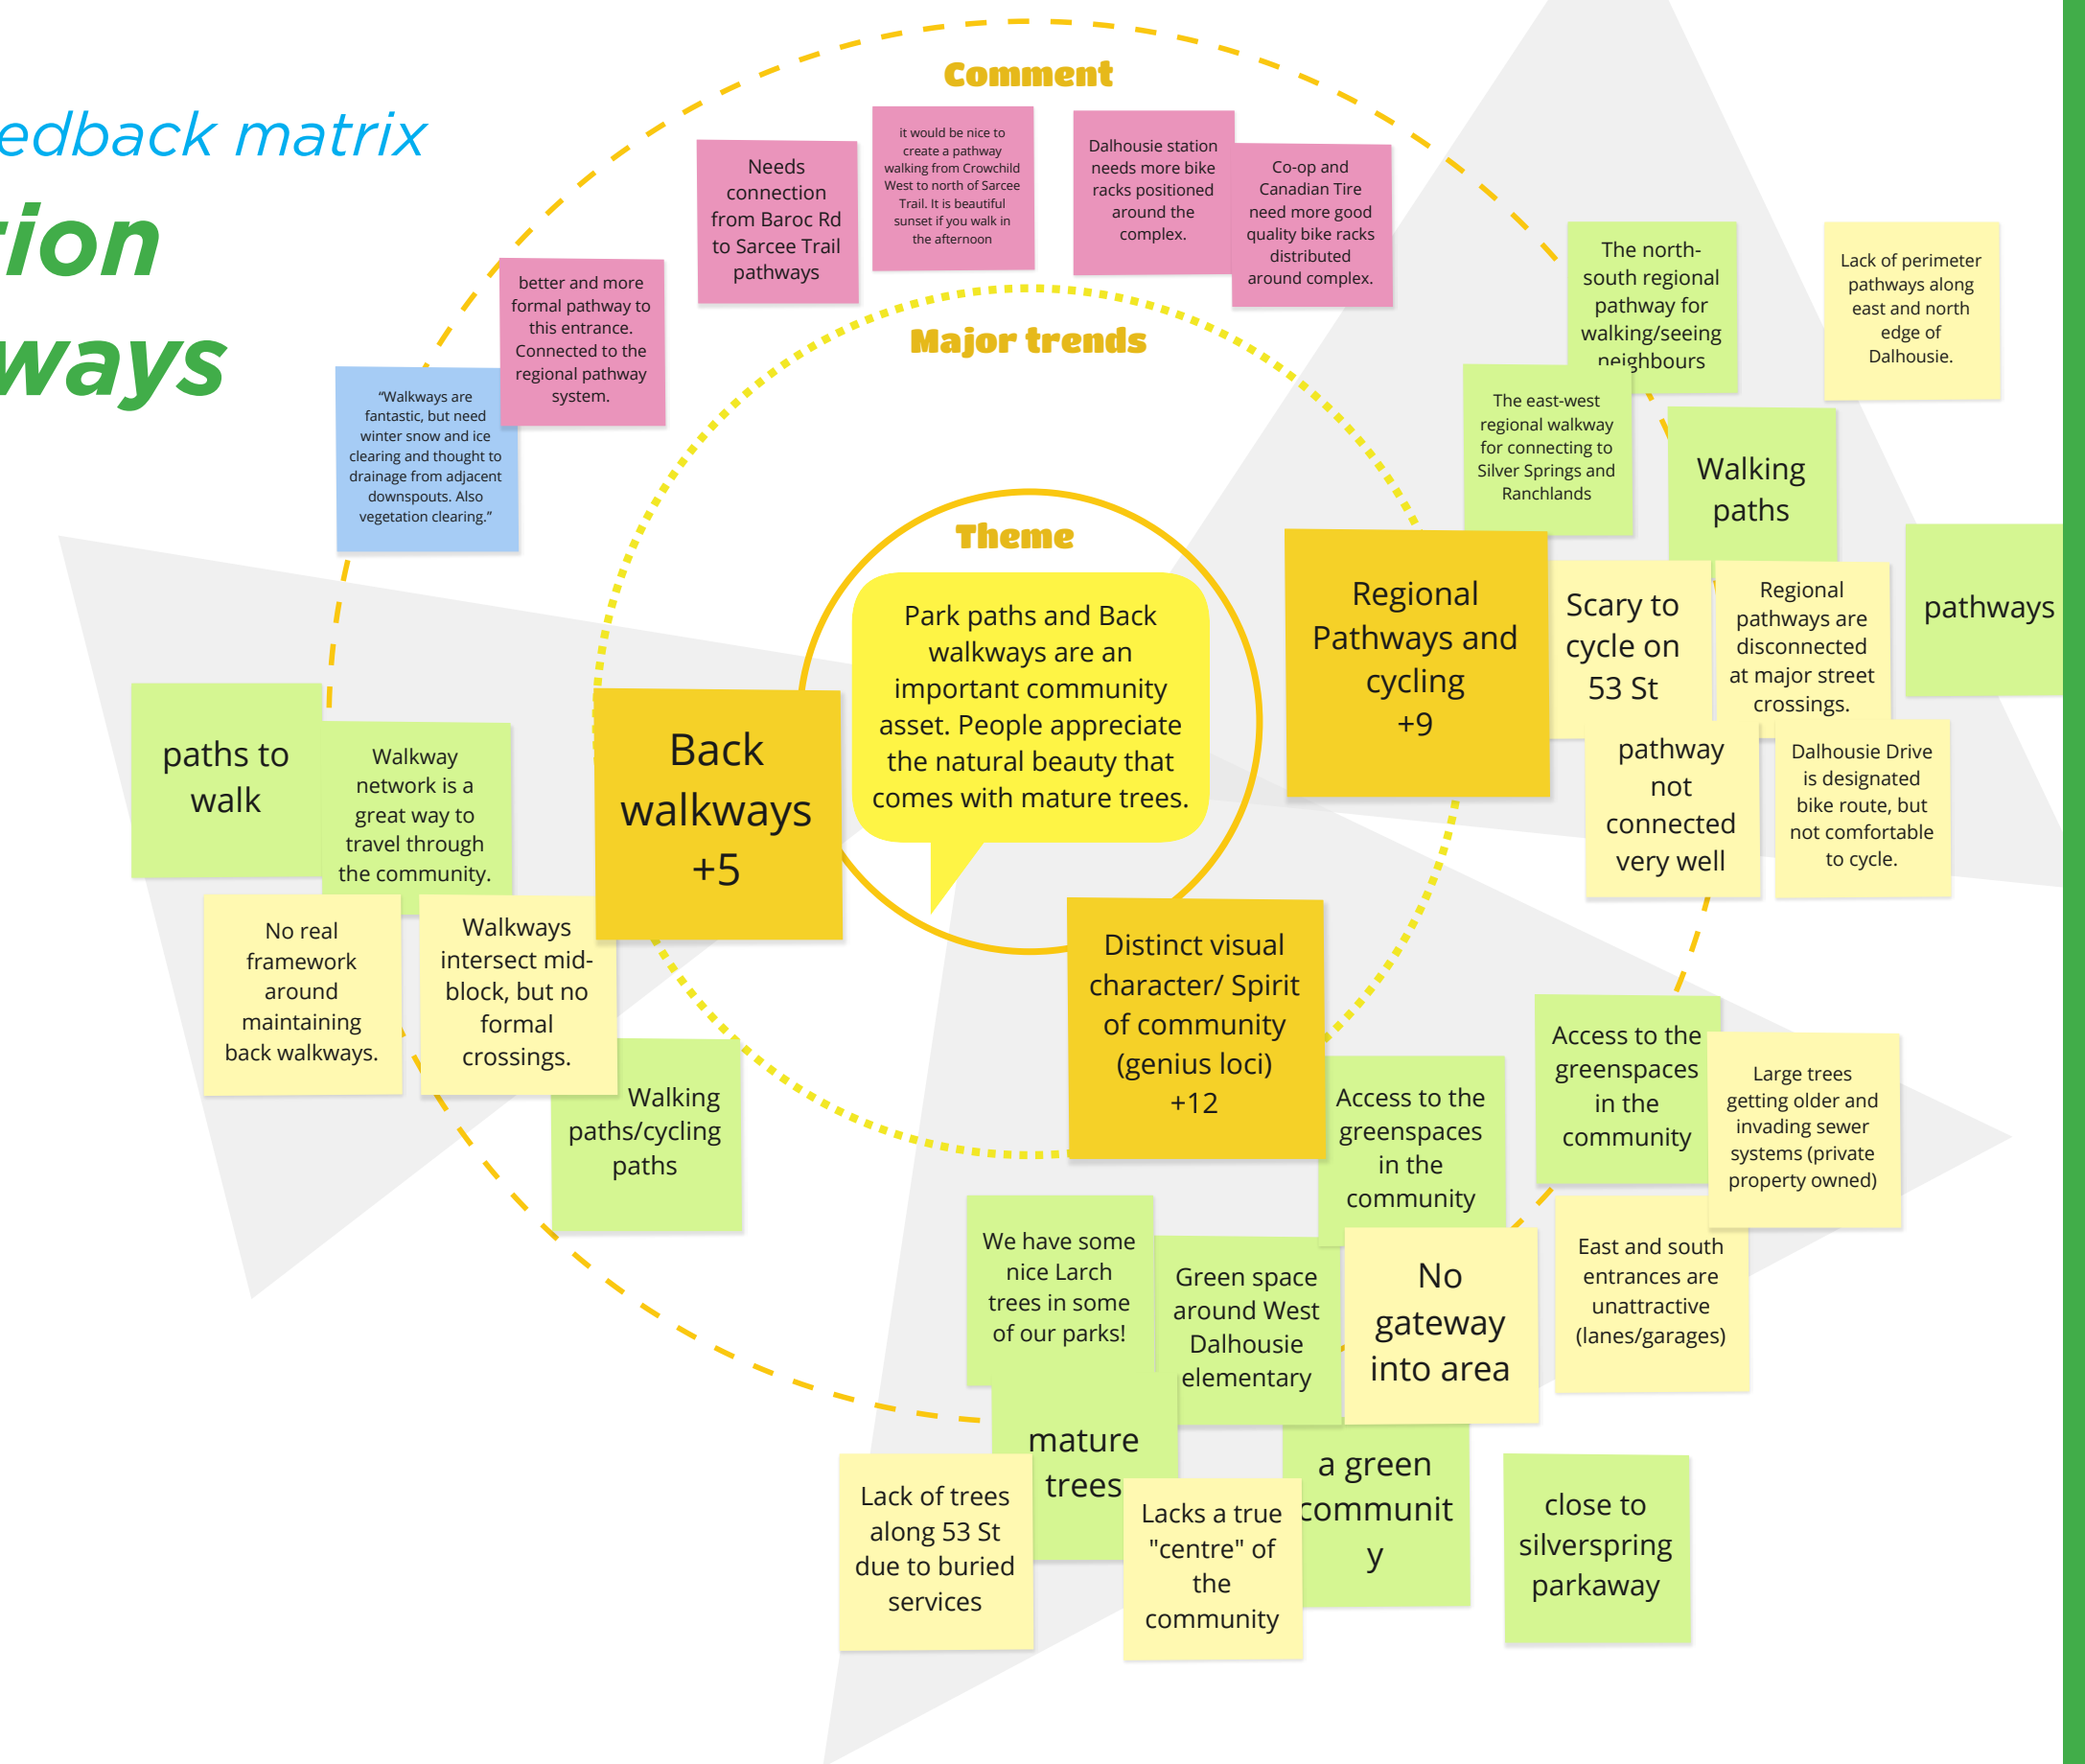 edback matrix
tion
ways
Comment
Needs
connection
from Baroc Rd
to Sarcee Trail
pathways
it would be nice to
create a pathway
walking from Crowchild
West to north of Sarcee
Trail. It is beautiful
sunset if you walk in
the afternoon
Dalhousie station
needs more bike
racks positioned
around the
complex.
Co-op and
Canadian Tire
need more good
quality bike racks
distributed
around complex.
better and more
formal pathway to
this entrance.
Connected to the
regional pathway
system.
“Walkways are
fantastic, but need
winter snow and ice
clearing and thought to
drainage from adjacent
downspouts. Also
vegetation clearing.”
Major trends
Theme
Park paths and Back
walkways are an
important community
asset. People appreciate
the natural beauty that
comes with mature trees.
The north-
south regional
pathway for
walking/seeing
neighbours
Lack of perimeter
pathways along
east and north
edge of
Dalhousie.
The east-west
regional walkway
for connecting to
Silver Springs and
Ranchlands
Walking
paths
pathways
Regional
Pathways and
cycling
+9
Scary to
cycle on
53 St
Regional
pathways are
disconnected
at major street
crossings.
pathway
not
connected
very well
Dalhousie Drive
is designated
bike route, but
not comfortable
to cycle.
Back
walkways
+5
paths to
walk
Walkway
network is a
great way to
travel through
the community.
No real
framework
around
maintaining
back walkways.
Walkways
intersect mid-
block, but no
formal
crossings.
Walking
paths/cycling
paths
Distinct visual
character/ Spirit
of community
(genius loci)
+12
Access to the
greenspaces
in the
community
Access to the
greenspaces
in the
community
Large trees
getting older and
invading sewer
systems (private
property owned)
East and south
entrances are
unattractive
(lanes/garages)
We have some
nice Larch
trees in some
of our parks!
Green space
around West
Dalhousie
elementary
No
gateway
into area
mature
trees
a green
communit
y
close to
silverspring
parkaway
Lack of trees
along 53 St
due to buried
services
Lacks a true
"centre" of
the
community